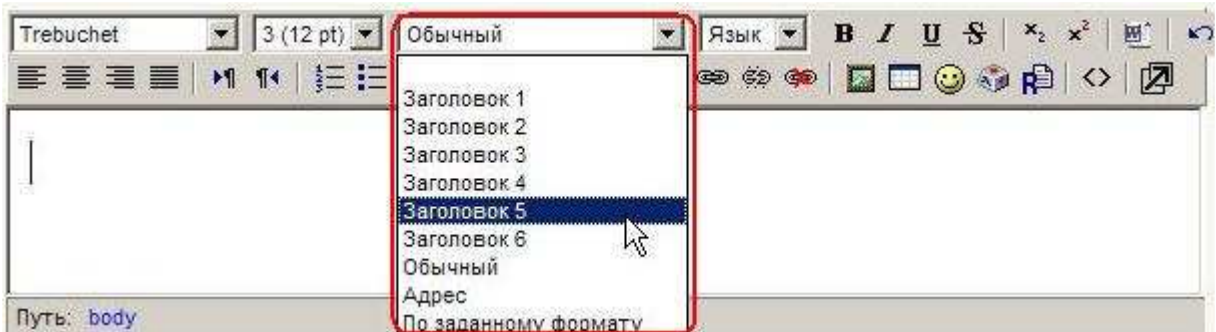 Trebuchet 3 (12 pt) Обычный Язык B I U S x₂ x²
Заголовок 1
Заголовок 2
Заголовок 3
Заголовок 4
Заголовок 5
Заголовок 6
Обычный
Адрес
По заданному формату
Путь: body